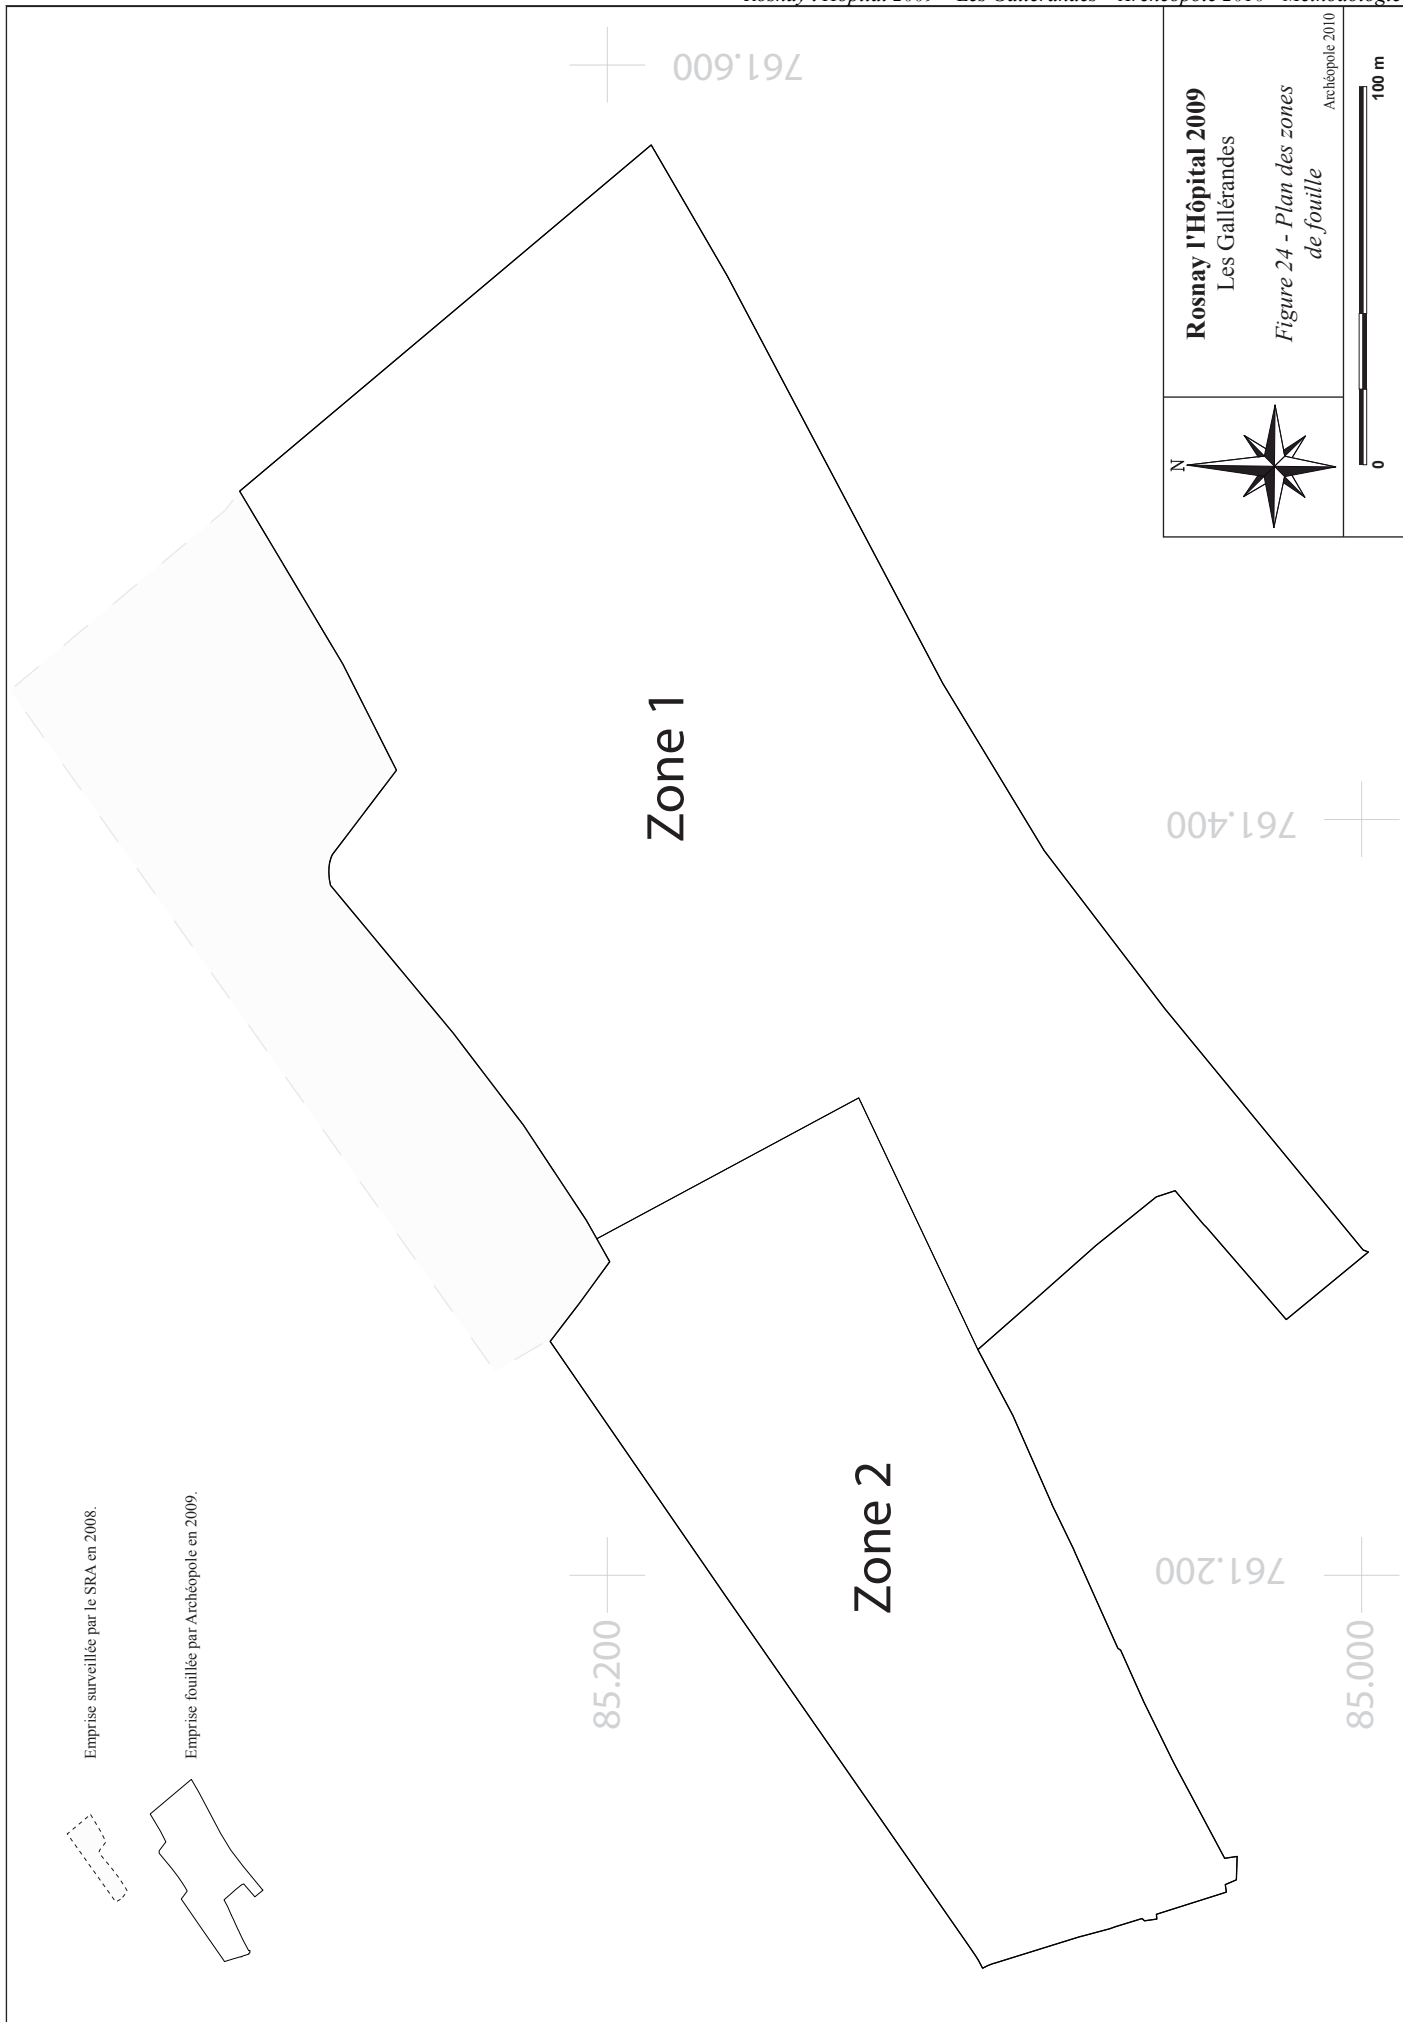 Rosnay l'Hôpital 2009 - Les Gallérandes - Archéopole 2010 - Méthodologie
Emprise surveillée par le SRA en 2008.
Emprise fouillée par Archéopole en 2009.
85.200
85.000
761.200
761.400
761.600
Zone 1
Zone 2
N
Rosnay l'Hôpital 2009
Les Gallérandes
Figure 24 - Plan des zones
de fouille
Archéopole 2010
0
100 m